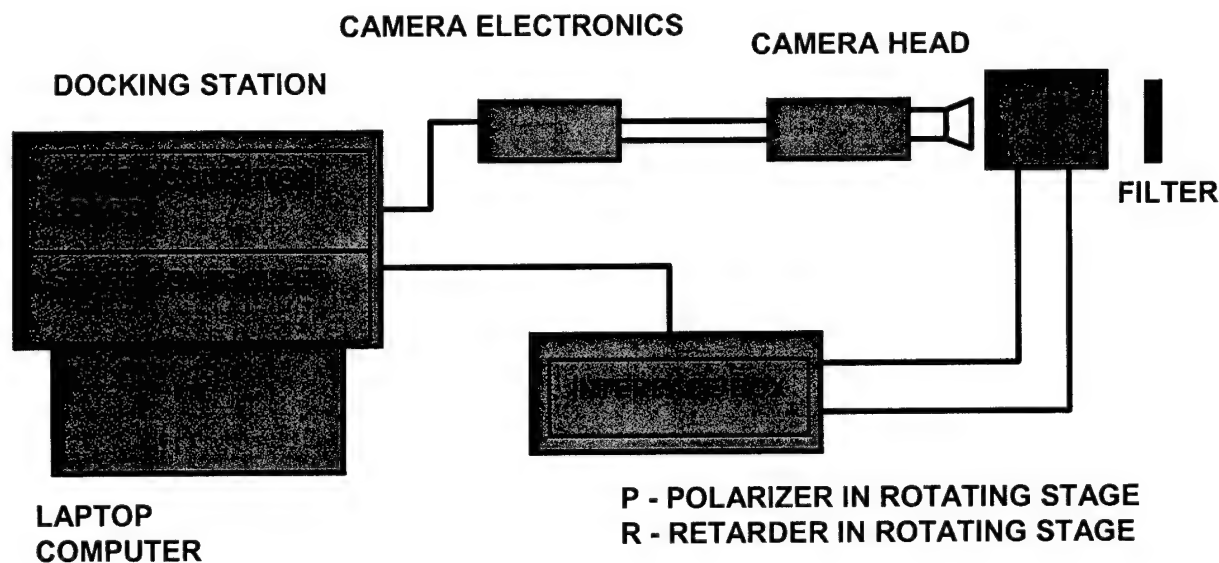 CAMERA ELECTRONICS
CAMERA HEAD
DOCKING STATION
FILTER
P - POLARIZER IN ROTATING STAGE
R - RETARDER IN ROTATING STAGE
LAPTOP
COMPUTER